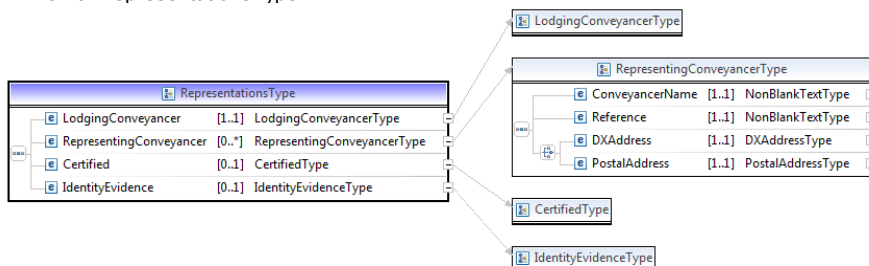 LodgingConveyancerType
RepresentingConveyancerType
ConveyancerName [1..1] NonBlankTextType
Reference [1..1] NonBlankTextType
DXAddress [1..1] DXAddressType
PostalAddress [1..1] PostalAddressType
RepresentationsType
e LodgingConveyancer [1..1] LodgingConveyancerType
e RepresentingConveyancer [0..*] RepresentingConveyancerType
e Certified [0..1] CertifiedType
e IdentityEvidence [0..1] IdentityEvidenceType
CertifiedType
IdentityEvidenceType